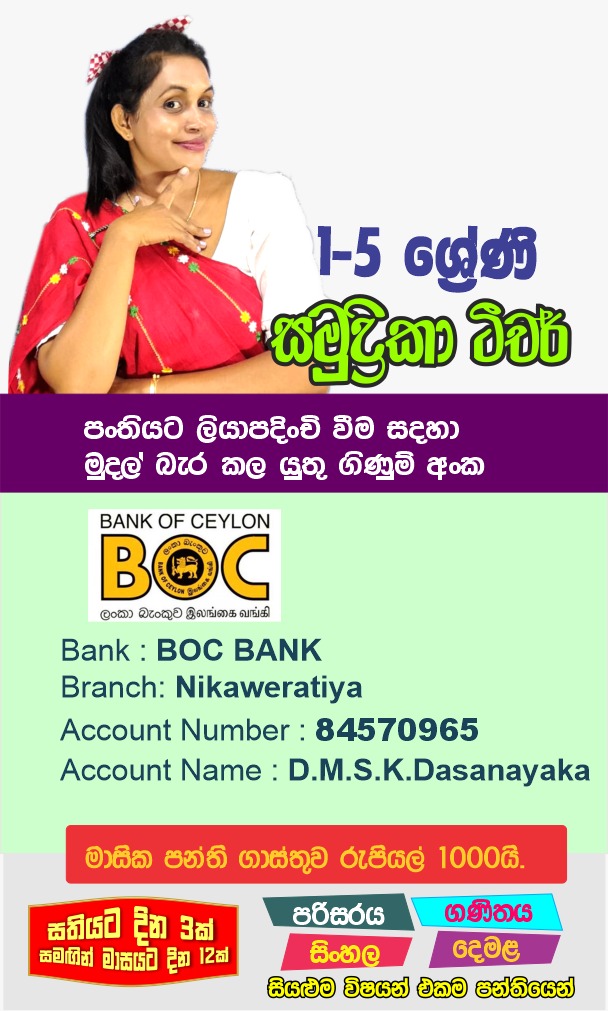 1-5 ශ්‍රේණි
සමුද්‍රිකා ටීචර්
පංතියට ලියාපදිංචි වීම සදහා
මුදල් බැර කල යුතු ගිණුම් අංක
BANK OF CEYLON
BOC
ලංකා බැංකුව இலங்கை வங்கி
Bank : BOC BANK
Branch: Nikaweratiya
Account Number : 84570965
Account Name : D.M.S.K.Dasanayaka
මාසික පන්ති ගාස්තුව රුපියල් 1000යි.
සතියට දින 3ක්
සමඟින් මාසයට දින 12ක්
පරිසරය ගණිතය
සිංහල දෙමළ
සියළුම විෂයන් එකම පන්තියෙන්